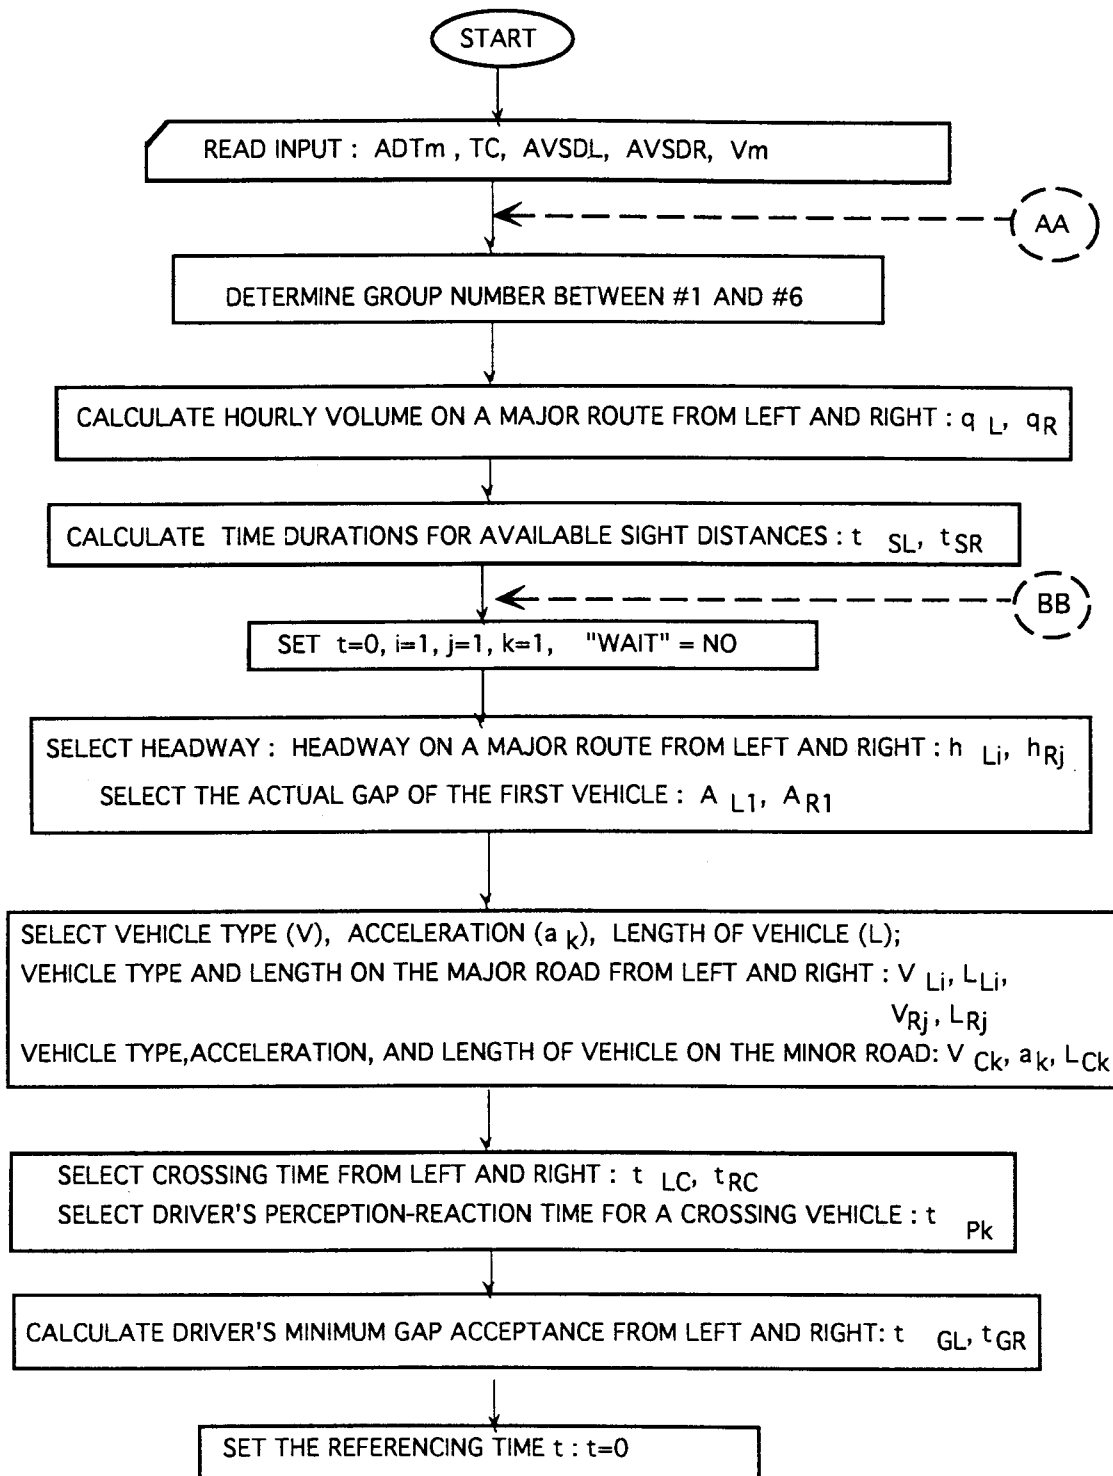 START
READ INPUT : ADTm , TC, AVSDL, AVSDR, Vm
AA
DETERMINE GROUP NUMBER BETWEEN #1 AND #6
CALCULATE HOURLY VOLUME ON A MAJOR ROUTE FROM LEFT AND RIGHT : q L, qR
CALCULATE TIME DURATIONS FOR AVAILABLE SIGHT DISTANCES : t SL, tSR
BB
SET t=0, i=1, j=1, k=1, "WAIT" = NO
SELECT HEADWAY : HEADWAY ON A MAJOR ROUTE FROM LEFT AND RIGHT : h Li, hRj
SELECT THE ACTUAL GAP OF THE FIRST VEHICLE : A L1, AR1
SELECT VEHICLE TYPE (V), ACCELERATION (a k), LENGTH OF VEHICLE (L);
VEHICLE TYPE AND LENGTH ON THE MAJOR ROAD FROM LEFT AND RIGHT : V Li, LLi,
VRj, LRj
VEHICLE TYPE,ACCELERATION, AND LENGTH OF VEHICLE ON THE MINOR ROAD: V Ck, ak, LCk
SELECT CROSSING TIME FROM LEFT AND RIGHT : t LC, tRC
SELECT DRIVER'S PERCEPTION-REACTION TIME FOR A CROSSING VEHICLE : t Pk
CALCULATE DRIVER'S MINIMUM GAP ACCEPTANCE FROM LEFT AND RIGHT: t GL, tGR
SET THE REFERENCING TIME t : t=0